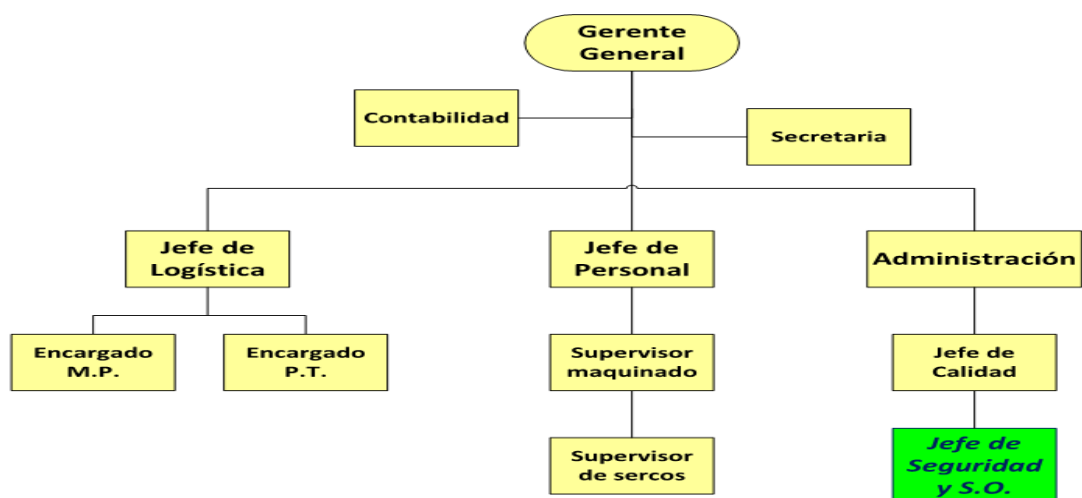 Gerente
General
Contabilidad
Secretaria
Jefe de
Logística
Jefe de
Personal
Administración
Encargado
M.P.
Encargado
P.T.
Supervisor
maquinado
Jefe de
Calidad
Supervisor
de sercos
Jefe de
Seguridad
y S.O.